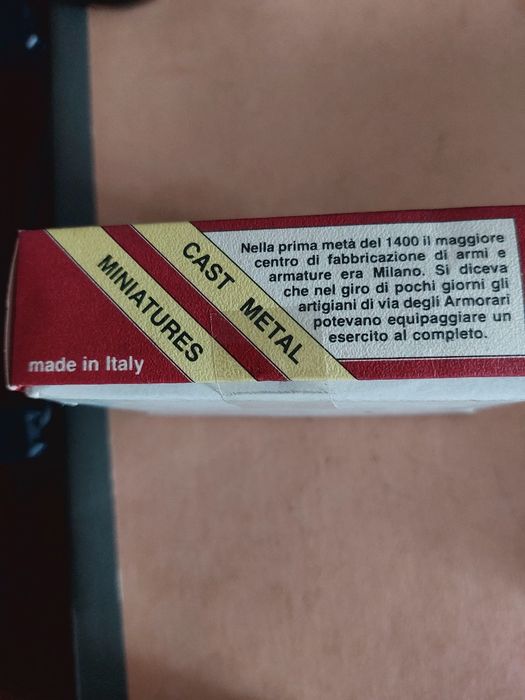 MINIATURES
CAST METAL
made in Italy
Nella prima metà del 1400 il maggiore
centro di fabbricazione di armi e
armature era Milano. Si diceva
che nel giro di pochi giorni gli
artigiani di via degli Armorari
potevano equipaggiare un
esercito al completo.